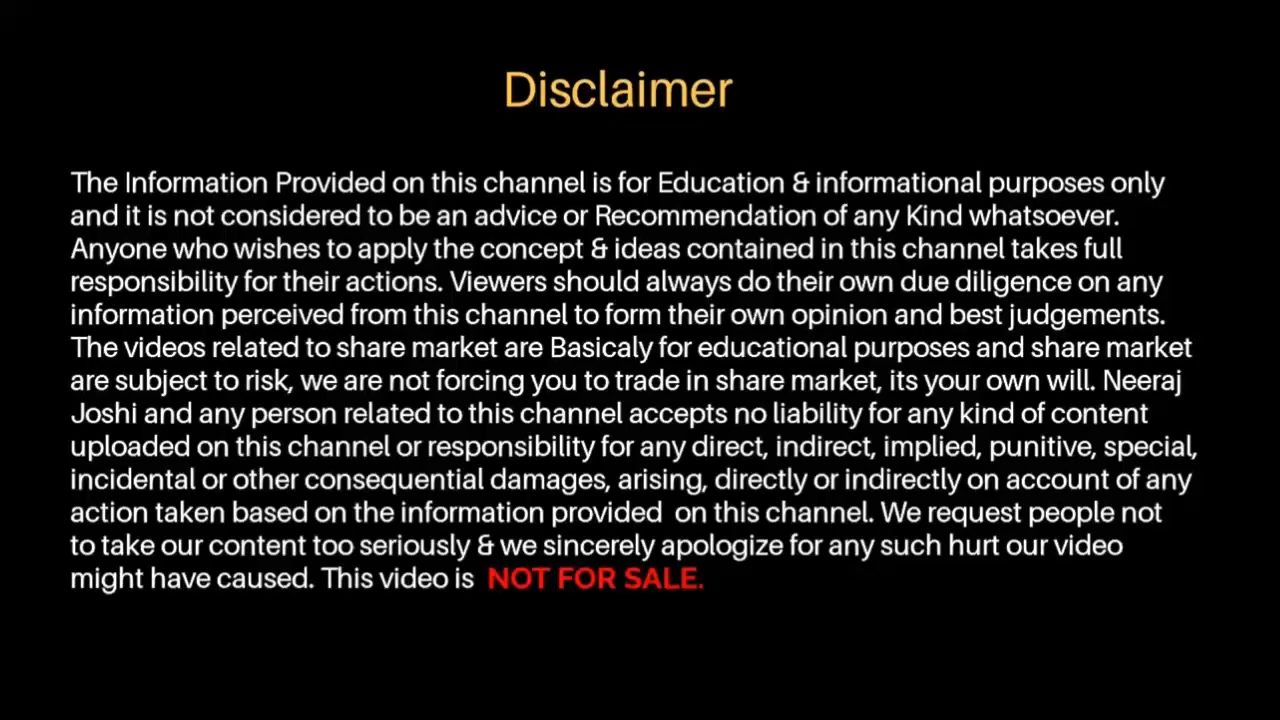 Disclaimer
The Information Provided on this channel is for Education & informational purposes only
and it is not considered to be an advice or Recommendation of any Kind whatsoever.
Anyone who wishes to apply the concept & ideas contained in this channel takes full
responsibility for their actions. Viewers should always do their own due diligence on any
information perceived from this channel to form their own opinion and best judgements.
The videos related to share market are Basicaly for educational purposes and share market
are subject to risk, we are not forcing you to trade in share market, its your own will. Neeraj
Joshi and any person related to this channel accepts no liability for any kind of content
uploaded on this channel or responsibility for any direct, indirect, implied, punitive, special,
incidental or other consequential damages, arising, directly or indirectly on account of any
action taken based on the information provided  on this channel. We request people not
to take our content too seriously & we sincerely apologize for any such hurt our video
might have caused. This video is  NOT FOR SALE.